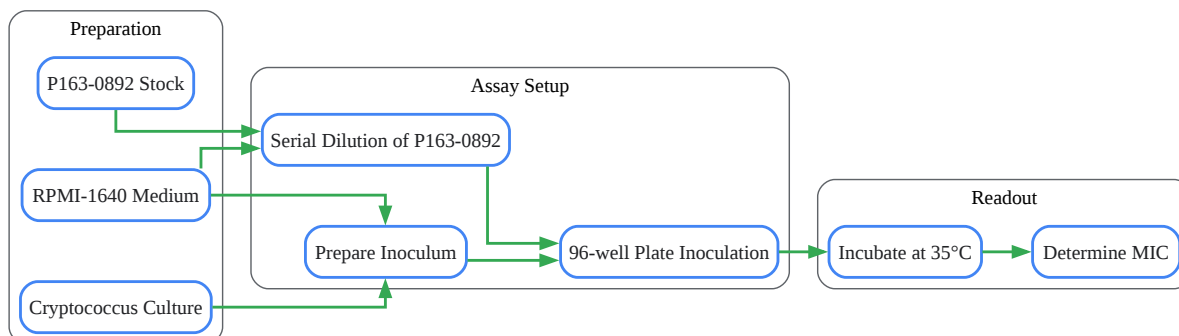 Preparation
P163-0892 Stock
RPMI-1640 Medium
Cryptococcus Culture
Assay Setup
Serial Dilution of P163-0892
Prepare Inoculum
96-well Plate Inoculation
Readout
Incubate at 35°C
Determine MIC